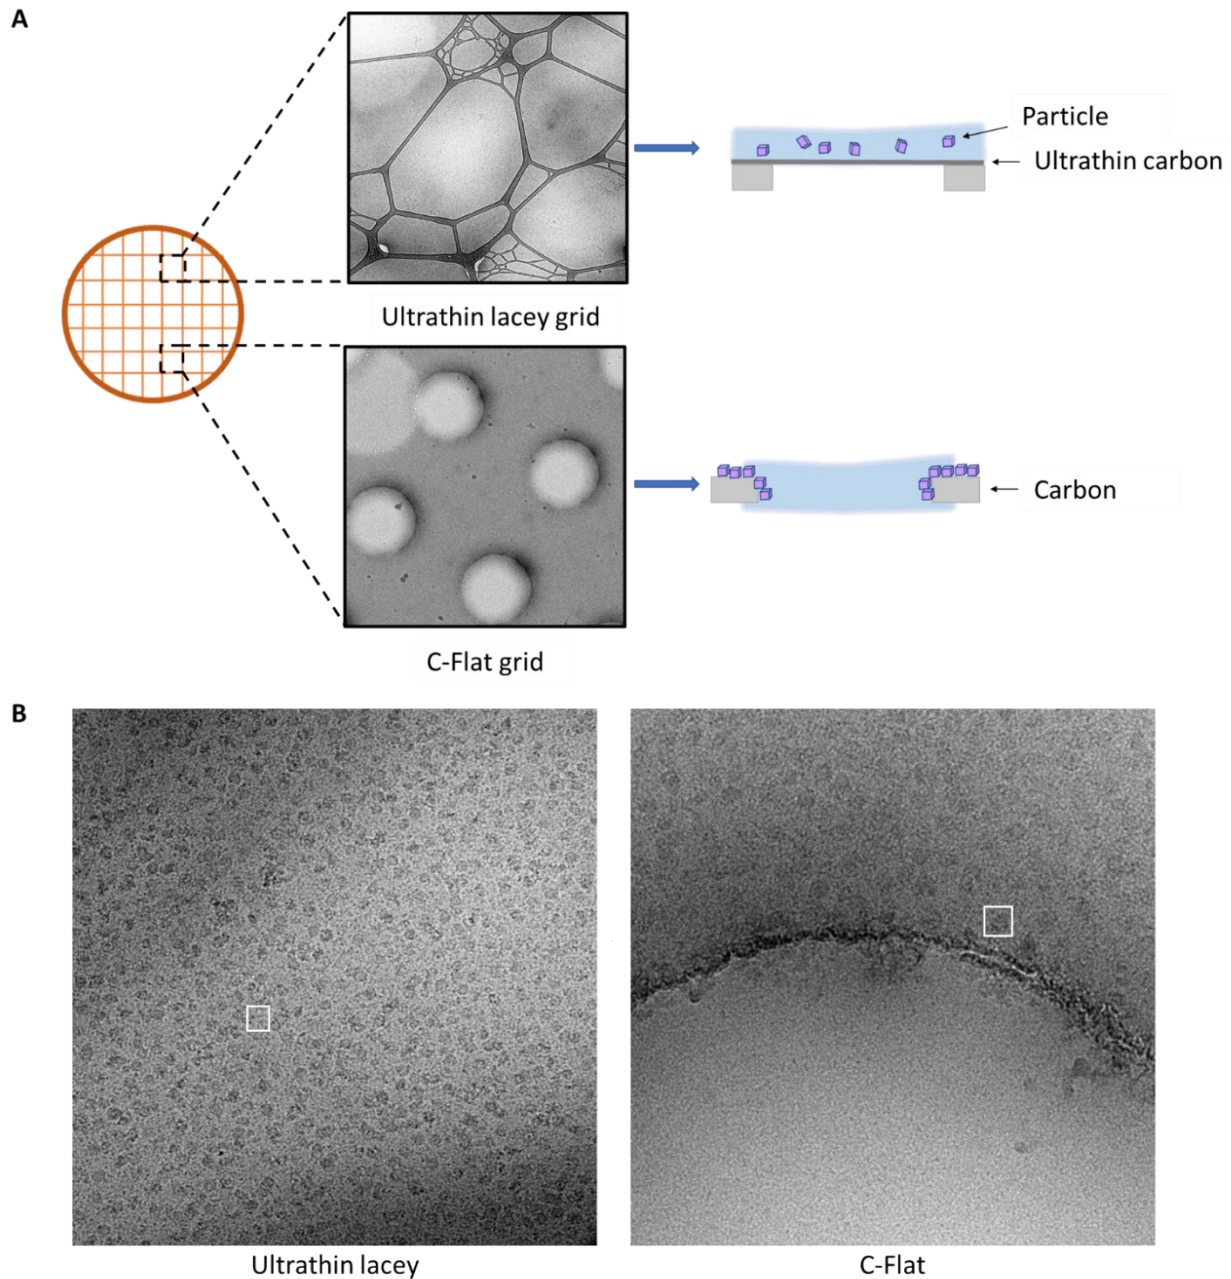 A
Particle
Ultrathin carbon
Ultrathin lacey grid
Carbon
C-Flat grid
B
Ultrathin lacey
C-Flat